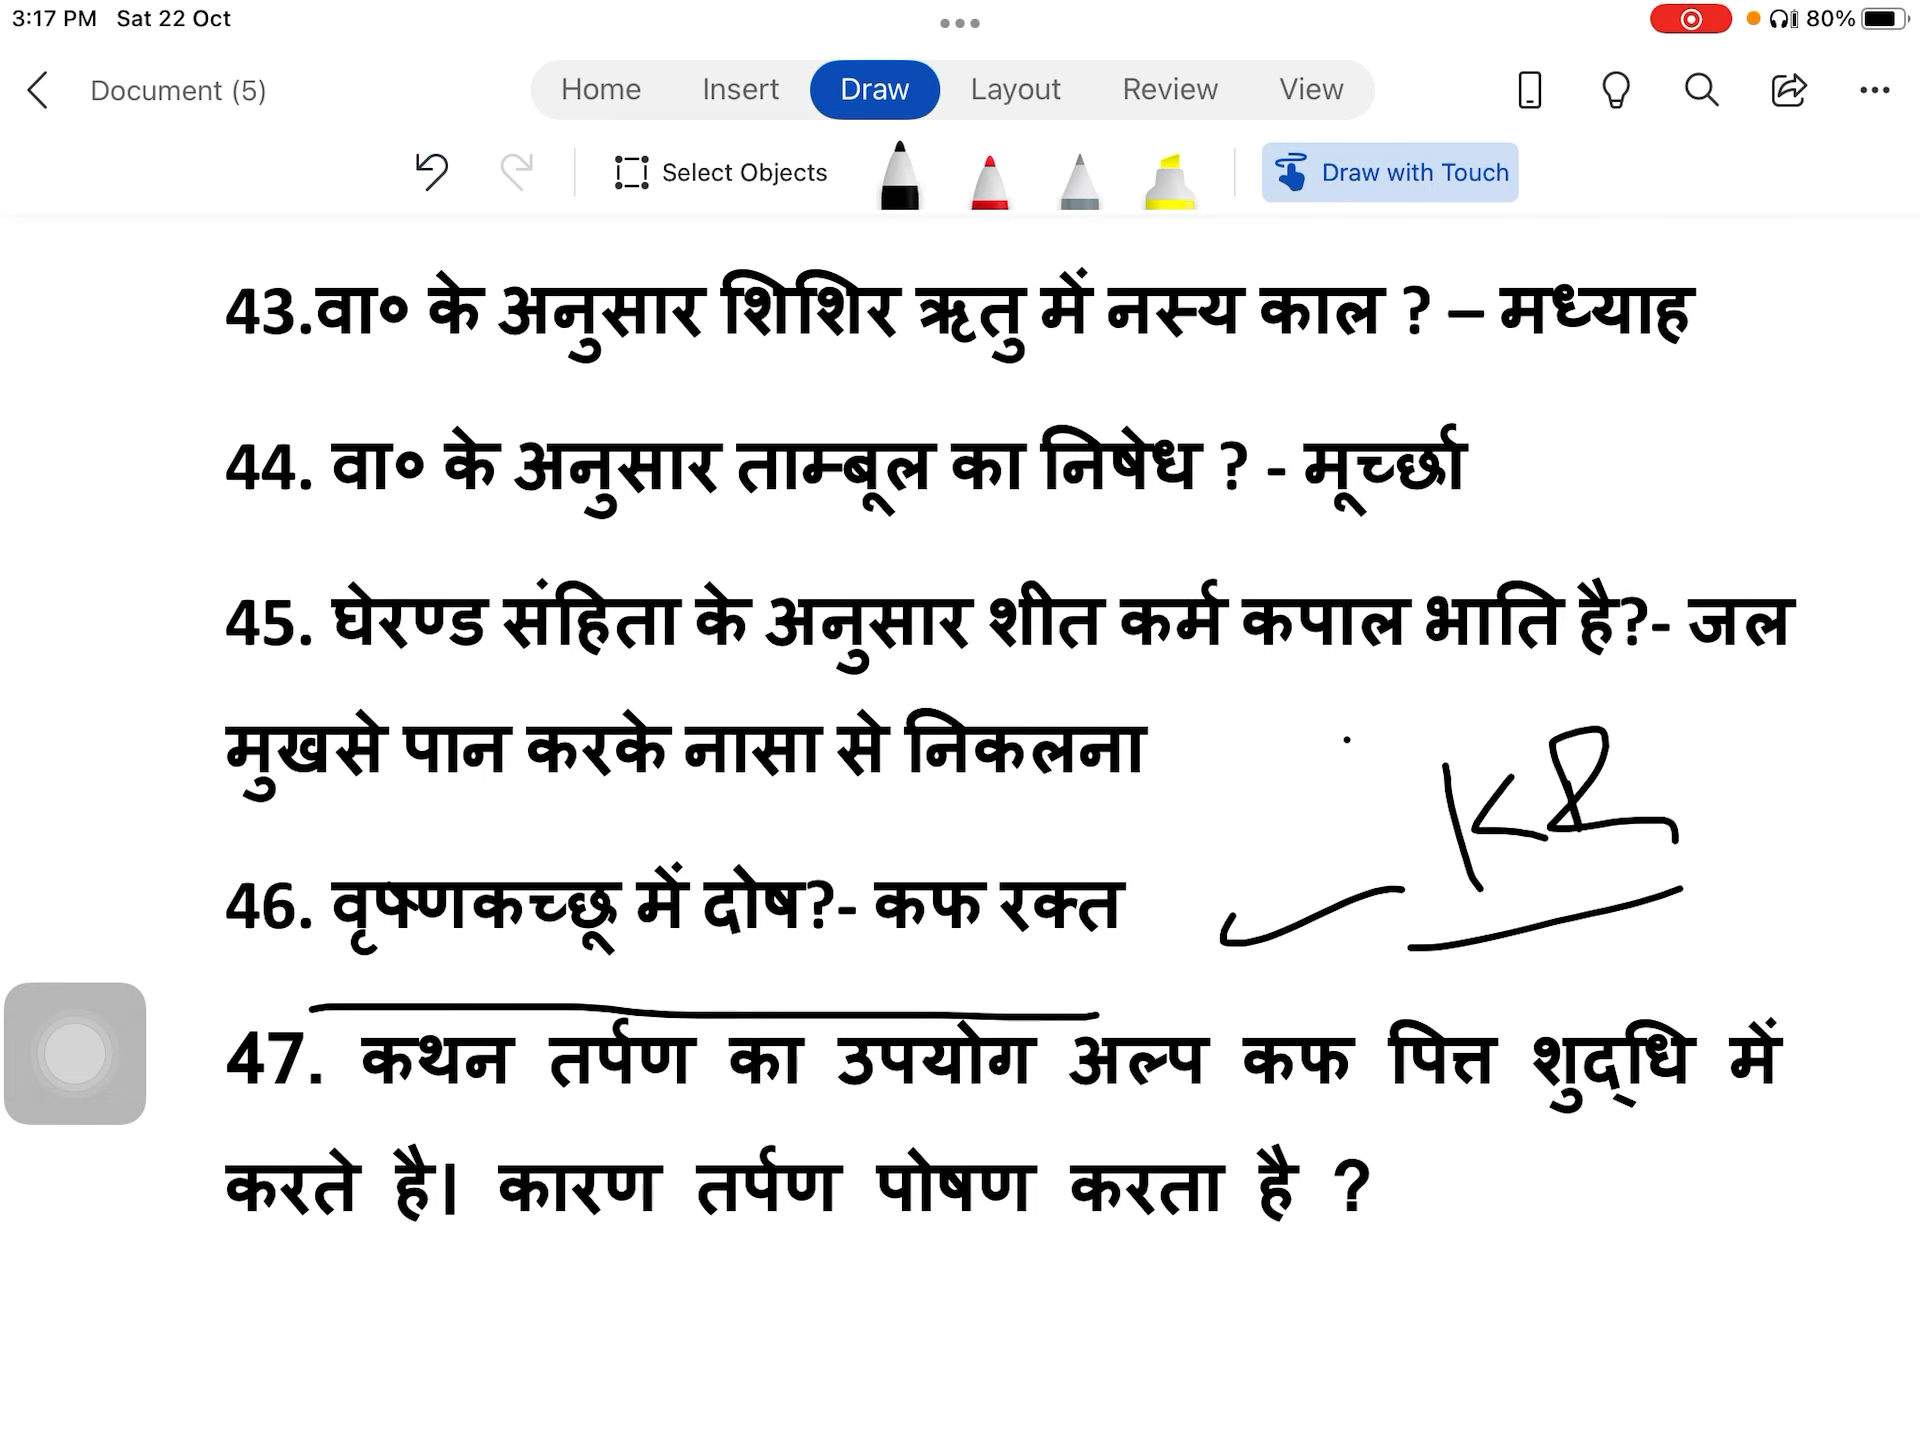 3:17 PM Sat 22 Oct
80%
Document (5)
Home Insert Draw Layout Review View
Select Objects
Draw with Touch
43.वा० के अनुसार शिशिर ऋतु में नस्य काल ? – मध्याह
44. वा० के अनुसार ताम्बूल का निषेध ? - मूर्च्छा
45. घेरण्ड संहिता के अनुसार शीत कर्म कपाल भाति है?- जल
मुखसे पान करके नासा से निकलना
KR
46. वृष्णकच्छू में दोष?- कफ रक्त
47. कथन तर्पण का उपयोग अल्प कफ पित्त शुद्धि में
करते है। कारण तर्पण पोषण करता है ?